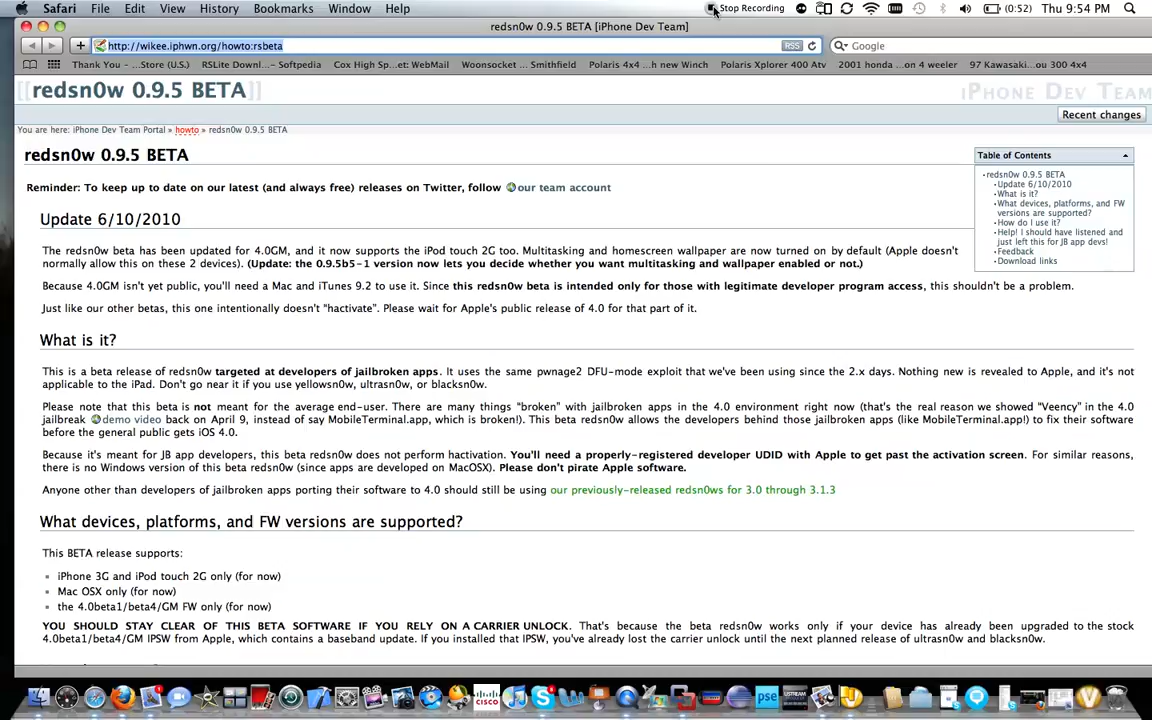 Safari File Edit View History Bookmarks Window Help Stop Recording (0:52) Thu 9:54 PM
redsn0w 0.9.5 BETA [iPhone Dev Team]
http://wikee.iphwn.org/howto:rsbeta RSS Google
Thank You - ...Store (U.S.) RSLite Downl... - Softpedia Cox High Sp...et: WebMail Woonsocket ... Smithfield Polaris 4x4 ...h new Winch Polaris Xplorer 400 Atv 2001 honda ...on 4 wheeler 97 Kawasaki...ou 300 4x4
[[redsn0w 0.9.5 BETA]] iPhone Dev Team
Recent changes
You are here: iPhone Dev Team Portal » howto » redsn0w 0.9.5 BETA
redsn0w 0.9.5 BETA
Table of Contents
redsn0w 0.9.5 BETA
Update 6/10/2010
What is it?
What devices, platforms, and FW
versions are supported?
How do I use it?
Help! I should have listened and
just left this for JB app devs!
Feedback
Download links
Reminder: To keep up to date on our latest (and always free) releases on Twitter, follow our team account
Update 6/10/2010
The redsn0w beta has been updated for 4.0GM, and it now supports the iPod touch 2G too. Multitasking and homescreen wallpaper are now turned on by default (Apple doesn't
normally allow this on these 2 devices). (Update: the 0.9.5b5-1 version now lets you decide whether you want multitasking and wallpaper enabled or not.)
Because 4.0GM isn't yet public, you'll need a Mac and iTunes 9.2 to use it. Since this redsn0w beta is intended only for those with legitimate developer program access, this shouldn't be a problem.
Just like our other betas, this one intentionally doesn't "hactivate". Please wait for Apple's public release of 4.0 for that part of it.
What is it?
This is a beta release of redsn0w targeted at developers of jailbroken apps. It uses the same pwnage2 DFU-mode exploit that we've been using since the 2.x days. Nothing new is revealed to Apple, and it's not
applicable to the iPad. Don't go near it if you use yellowsn0w, ultrasn0w, or blacksn0w.
Please note that this beta is not meant for the average end-user. There are many things "broken" with jailbroken apps in the 4.0 environment right now (that's the real reason we showed "Veency" in the 4.0
jailbreak demo video back on April 9, instead of say MobileTerminal.app, which is broken!). This beta redsn0w allows the developers behind those jailbroken apps (like MobileTerminal.app!) to fix their software
before the general public gets iOS 4.0.
Because it's meant for JB app developers, this beta redsn0w does not perform hactivation. You'll need a properly-registered developer UDID with Apple to get past the activation screen. For similar reasons,
there is no Windows version of this beta redsn0w (since apps are developed on MacOSX). Please don't pirate Apple software.
Anyone other than developers of jailbroken apps porting their software to 4.0 should still be using our previously-released redsn0ws for 3.0 through 3.1.3
What devices, platforms, and FW versions are supported?
This BETA release supports:
iPhone 3G and iPod touch 2G only (for now)
Mac OSX only (for now)
the 4.0beta1/beta4/GM FW only (for now)
YOU SHOULD STAY CLEAR OF THIS BETA SOFTWARE IF YOU RELY ON A CARRIER UNLOCK. That's because the beta redsn0w works only if your device has already been upgraded to the stock
4.0beta1/beta4/GM IPSW from Apple, which contains a baseband update. If you installed that IPSW, you've already lost the carrier unlock until the next planned release of ultrasn0w and blacksn0w.
CISCO pse